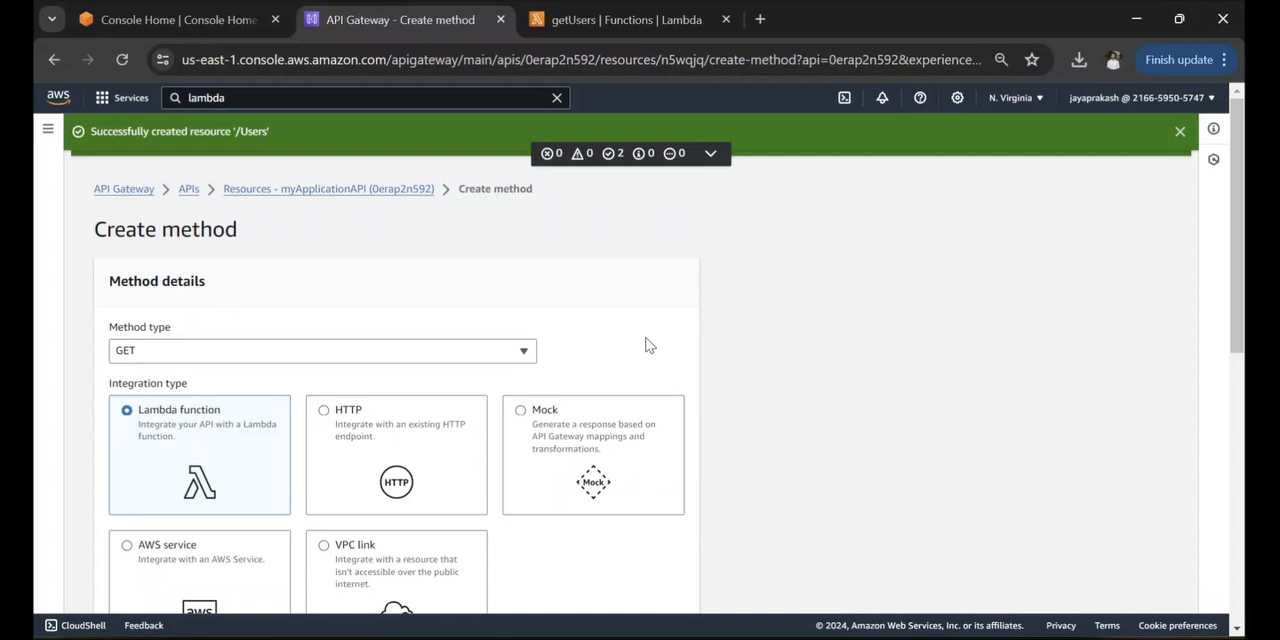 Console Home | Console Home
API Gateway - Create method
getUsers | Functions | Lambda
us-east-1.console.aws.amazon.com/apigateway/main/apis/0erap2n592/resources/n5wqjq/create-method?api=0erap2n592&experience...
Finish update
aws
Services
lambda
N. Virginia
jayaprakash @ 2166-5950-5747
Successfully created resource '/Users'
0 0 2 0 0
API Gateway
APIs
Resources - myApplicationAPI (0erap2n592)
Create method
Create method
Method details
Method type
GET
Integration type
Lambda function
Integrate your API with a Lambda
function.
HTTP
Integrate with an existing HTTP
endpoint.
HTTP
Mock
Generate a response based on
API Gateway mappings and
transformations.
Mock
AWS service
Integrate with an AWS Service.
aws
VPC link
Integrate with a resource that
isn't accessible over the public
internet.
CloudShell
Feedback
© 2024, Amazon Web Services, Inc. or its affiliates.
Privacy
Terms
Cookie preferences